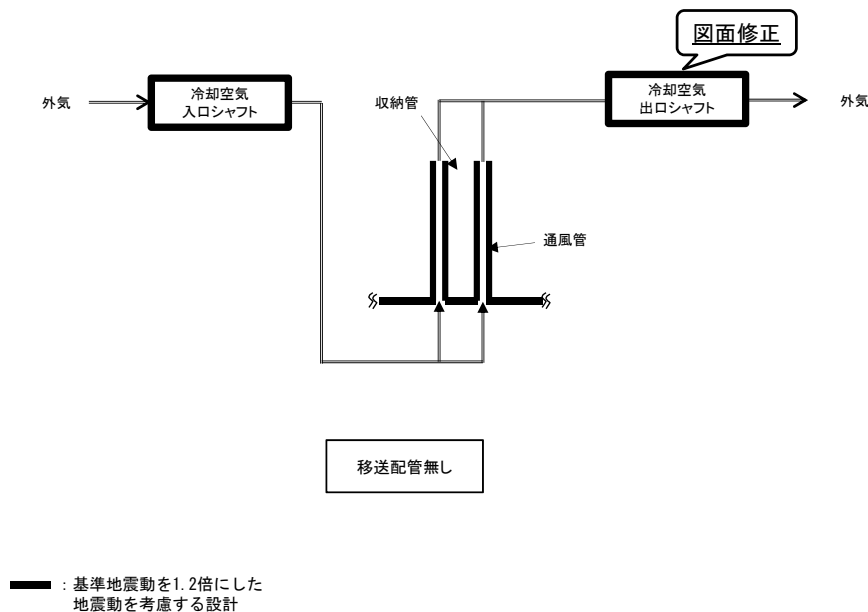 図面修正
外気
冷却空気
入口シャフト
収納管
冷却空気
出口シャフト
外気
通風管
移送配管無し
：基準地震動を1.2倍にした
地震動を考慮する設計